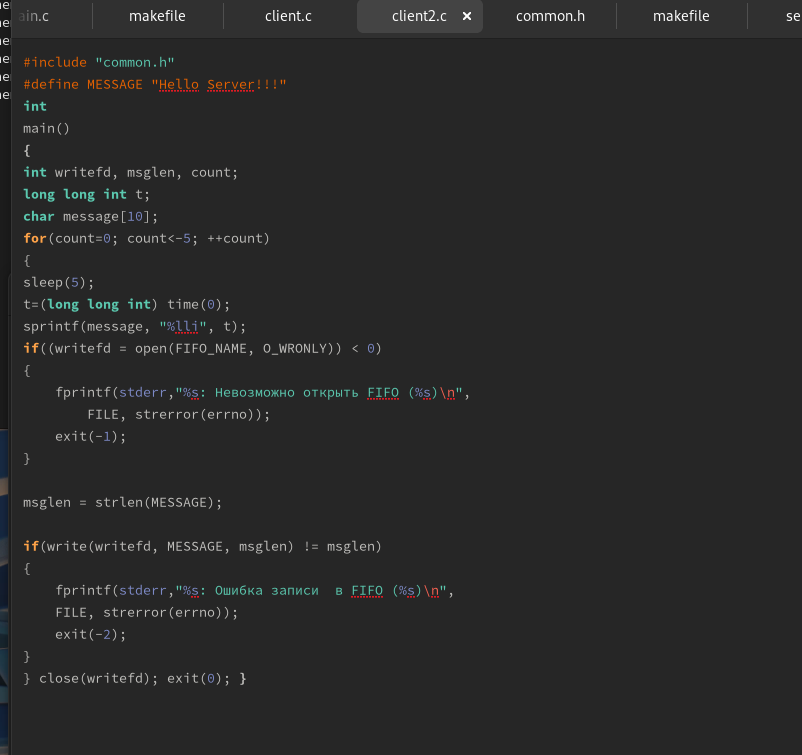 ain.c makefile client.c client2.c × common.h makefile se
#include "common.h"
#define MESSAGE "Hello Server!!!"
int
main()
{
int writefd, msglen, count;
long long int t;
char message[10];
for(count=0; count<-5; ++count)
{
sleep(5);
t=(long long int) time(0);
sprintf(message, "%lli", t);
if((writefd = open(FIFO_NAME, O_WRONLY)) < 0)
{
fprintf(stderr,"%s: Невозможно открыть FIFO (%s)\n",
FILE, strerror(errno));
exit(-1);
}
msglen = strlen(MESSAGE);
if(write(writefd, MESSAGE, msglen) != msglen)
{
fprintf(stderr,"%s: Ошибка записи  в FIFO (%s)\n",
FILE, strerror(errno));
exit(-2);
}
} close(writefd); exit(0); }